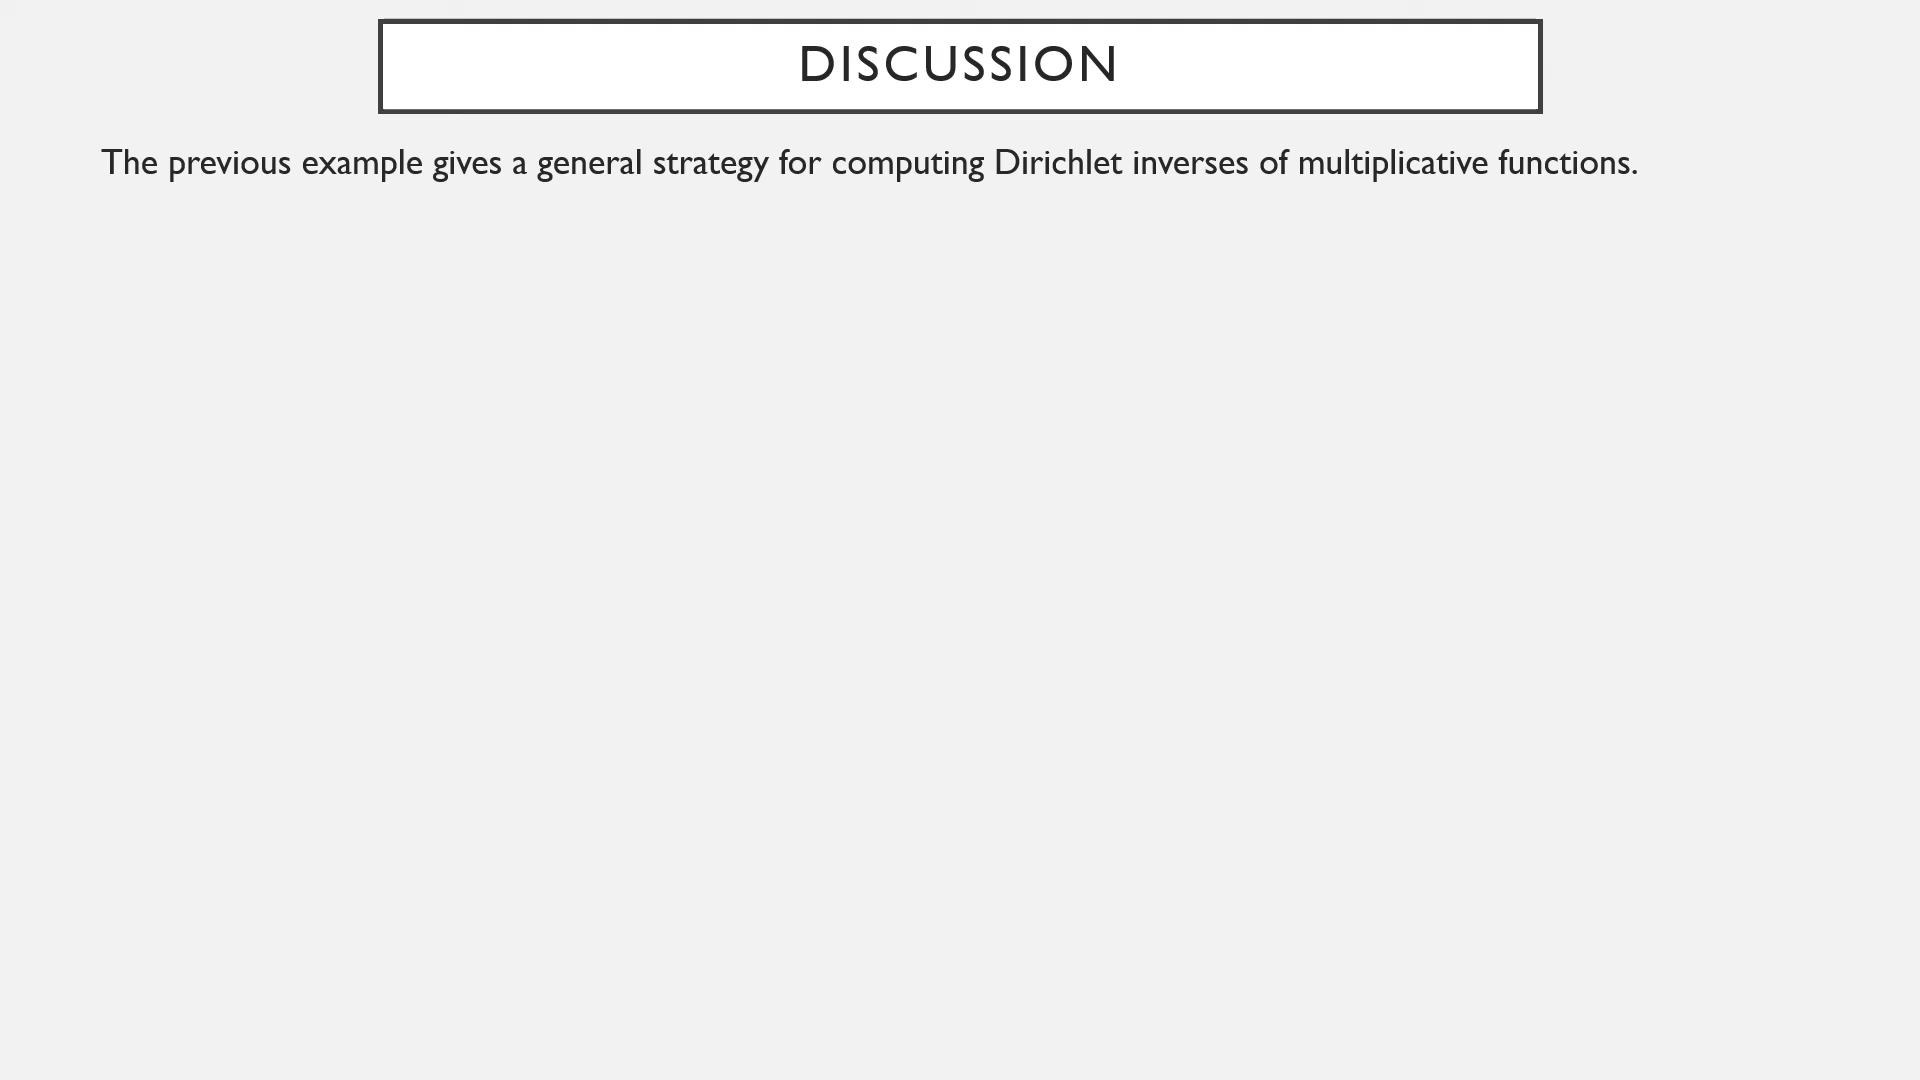 DISCUSSION
The previous example gives a general strategy for computing Dirichlet inverses of multiplicative functions.